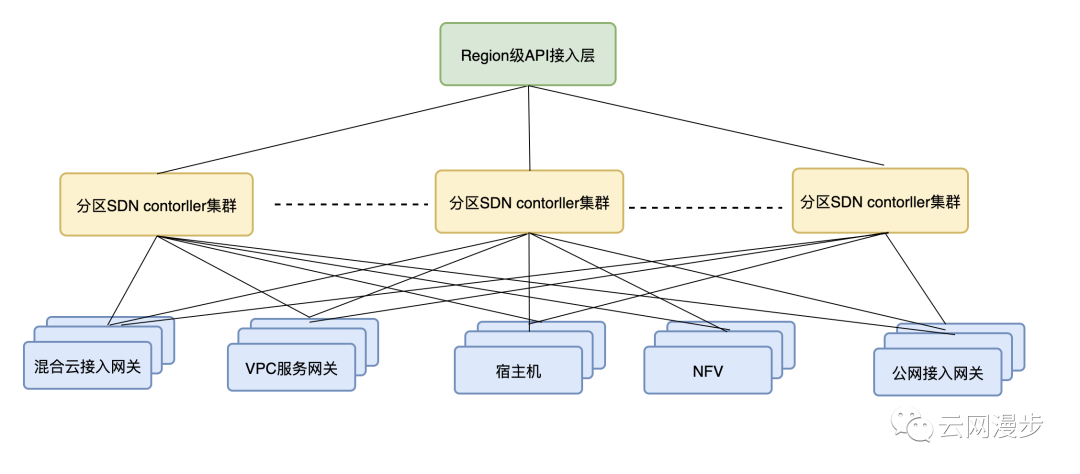 Region级API接入层
分区SDN contorller集群
分区SDN contorller集群
分区SDN contorller集群
混合云接入网关
VPC服务网关
宿主机
NFV
公网接入网关
云网漫步